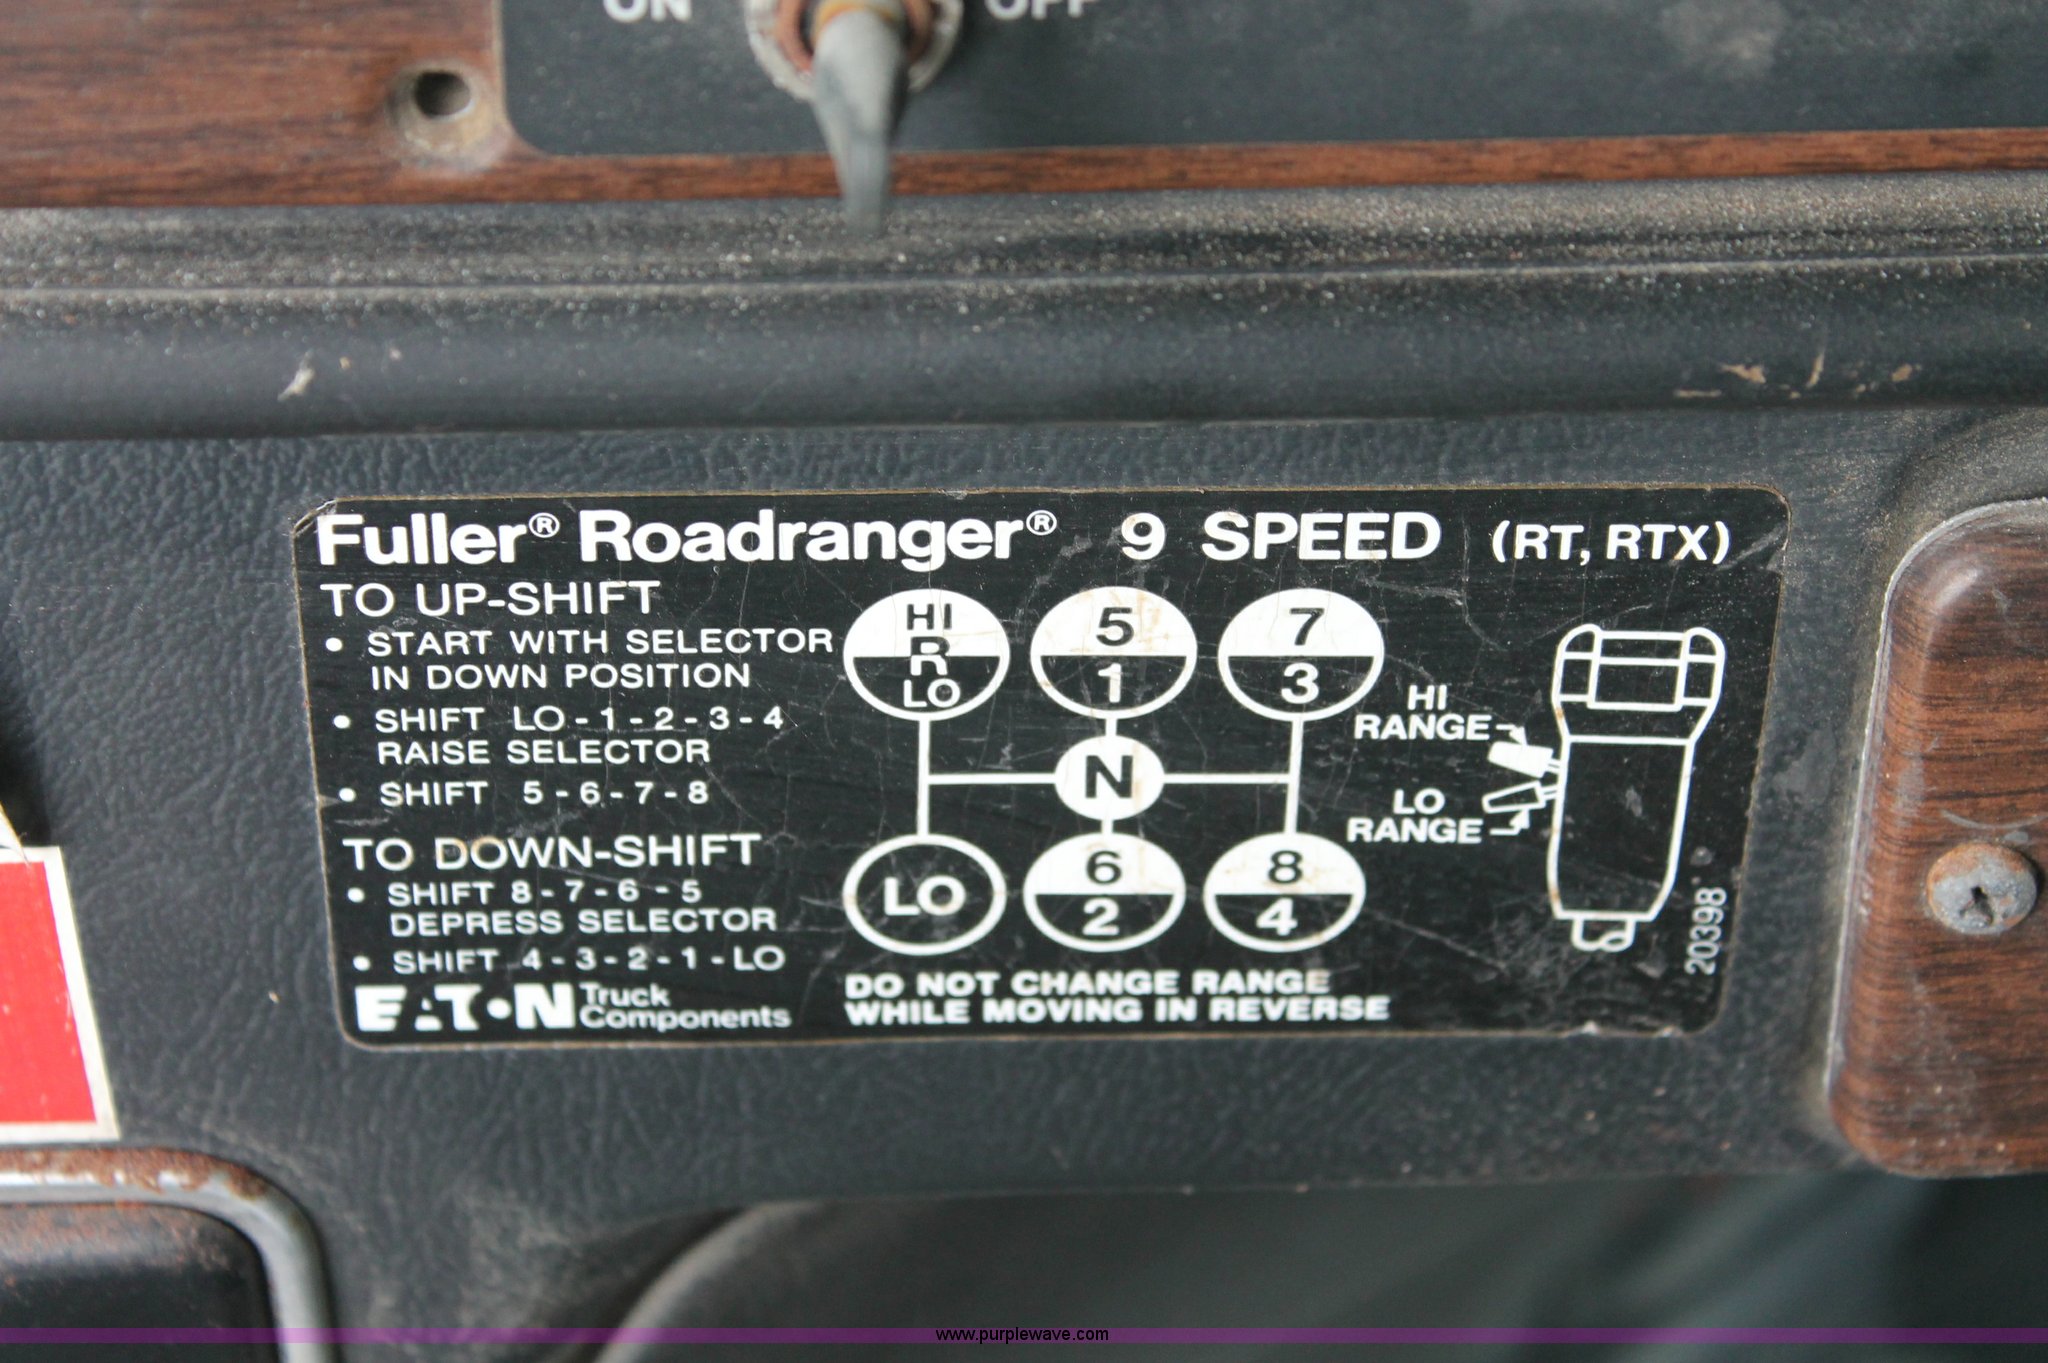 ON OFF
Fuller® Roadranger® 9 SPEED (RT, RTX)
TO UP-SHIFT
• START WITH SELECTOR
IN DOWN POSITION
• SHIFT LO-1-2-3-4
RAISE SELECTOR
• SHIFT 5-6-7-8
TO DOWN-SHIFT
• SHIFT 8-7-6-5
DEPRESS SELECTOR
• SHIFT 4-3-2-1-LO
EATON Truck
Components
HI
R
LO
5
1
7
3
N
LO
6
2
8
4
HI
RANGE
LO
RANGE
20398
DO NOT CHANGE RANGE
WHILE MOVING IN REVERSE
www.purplewave.com